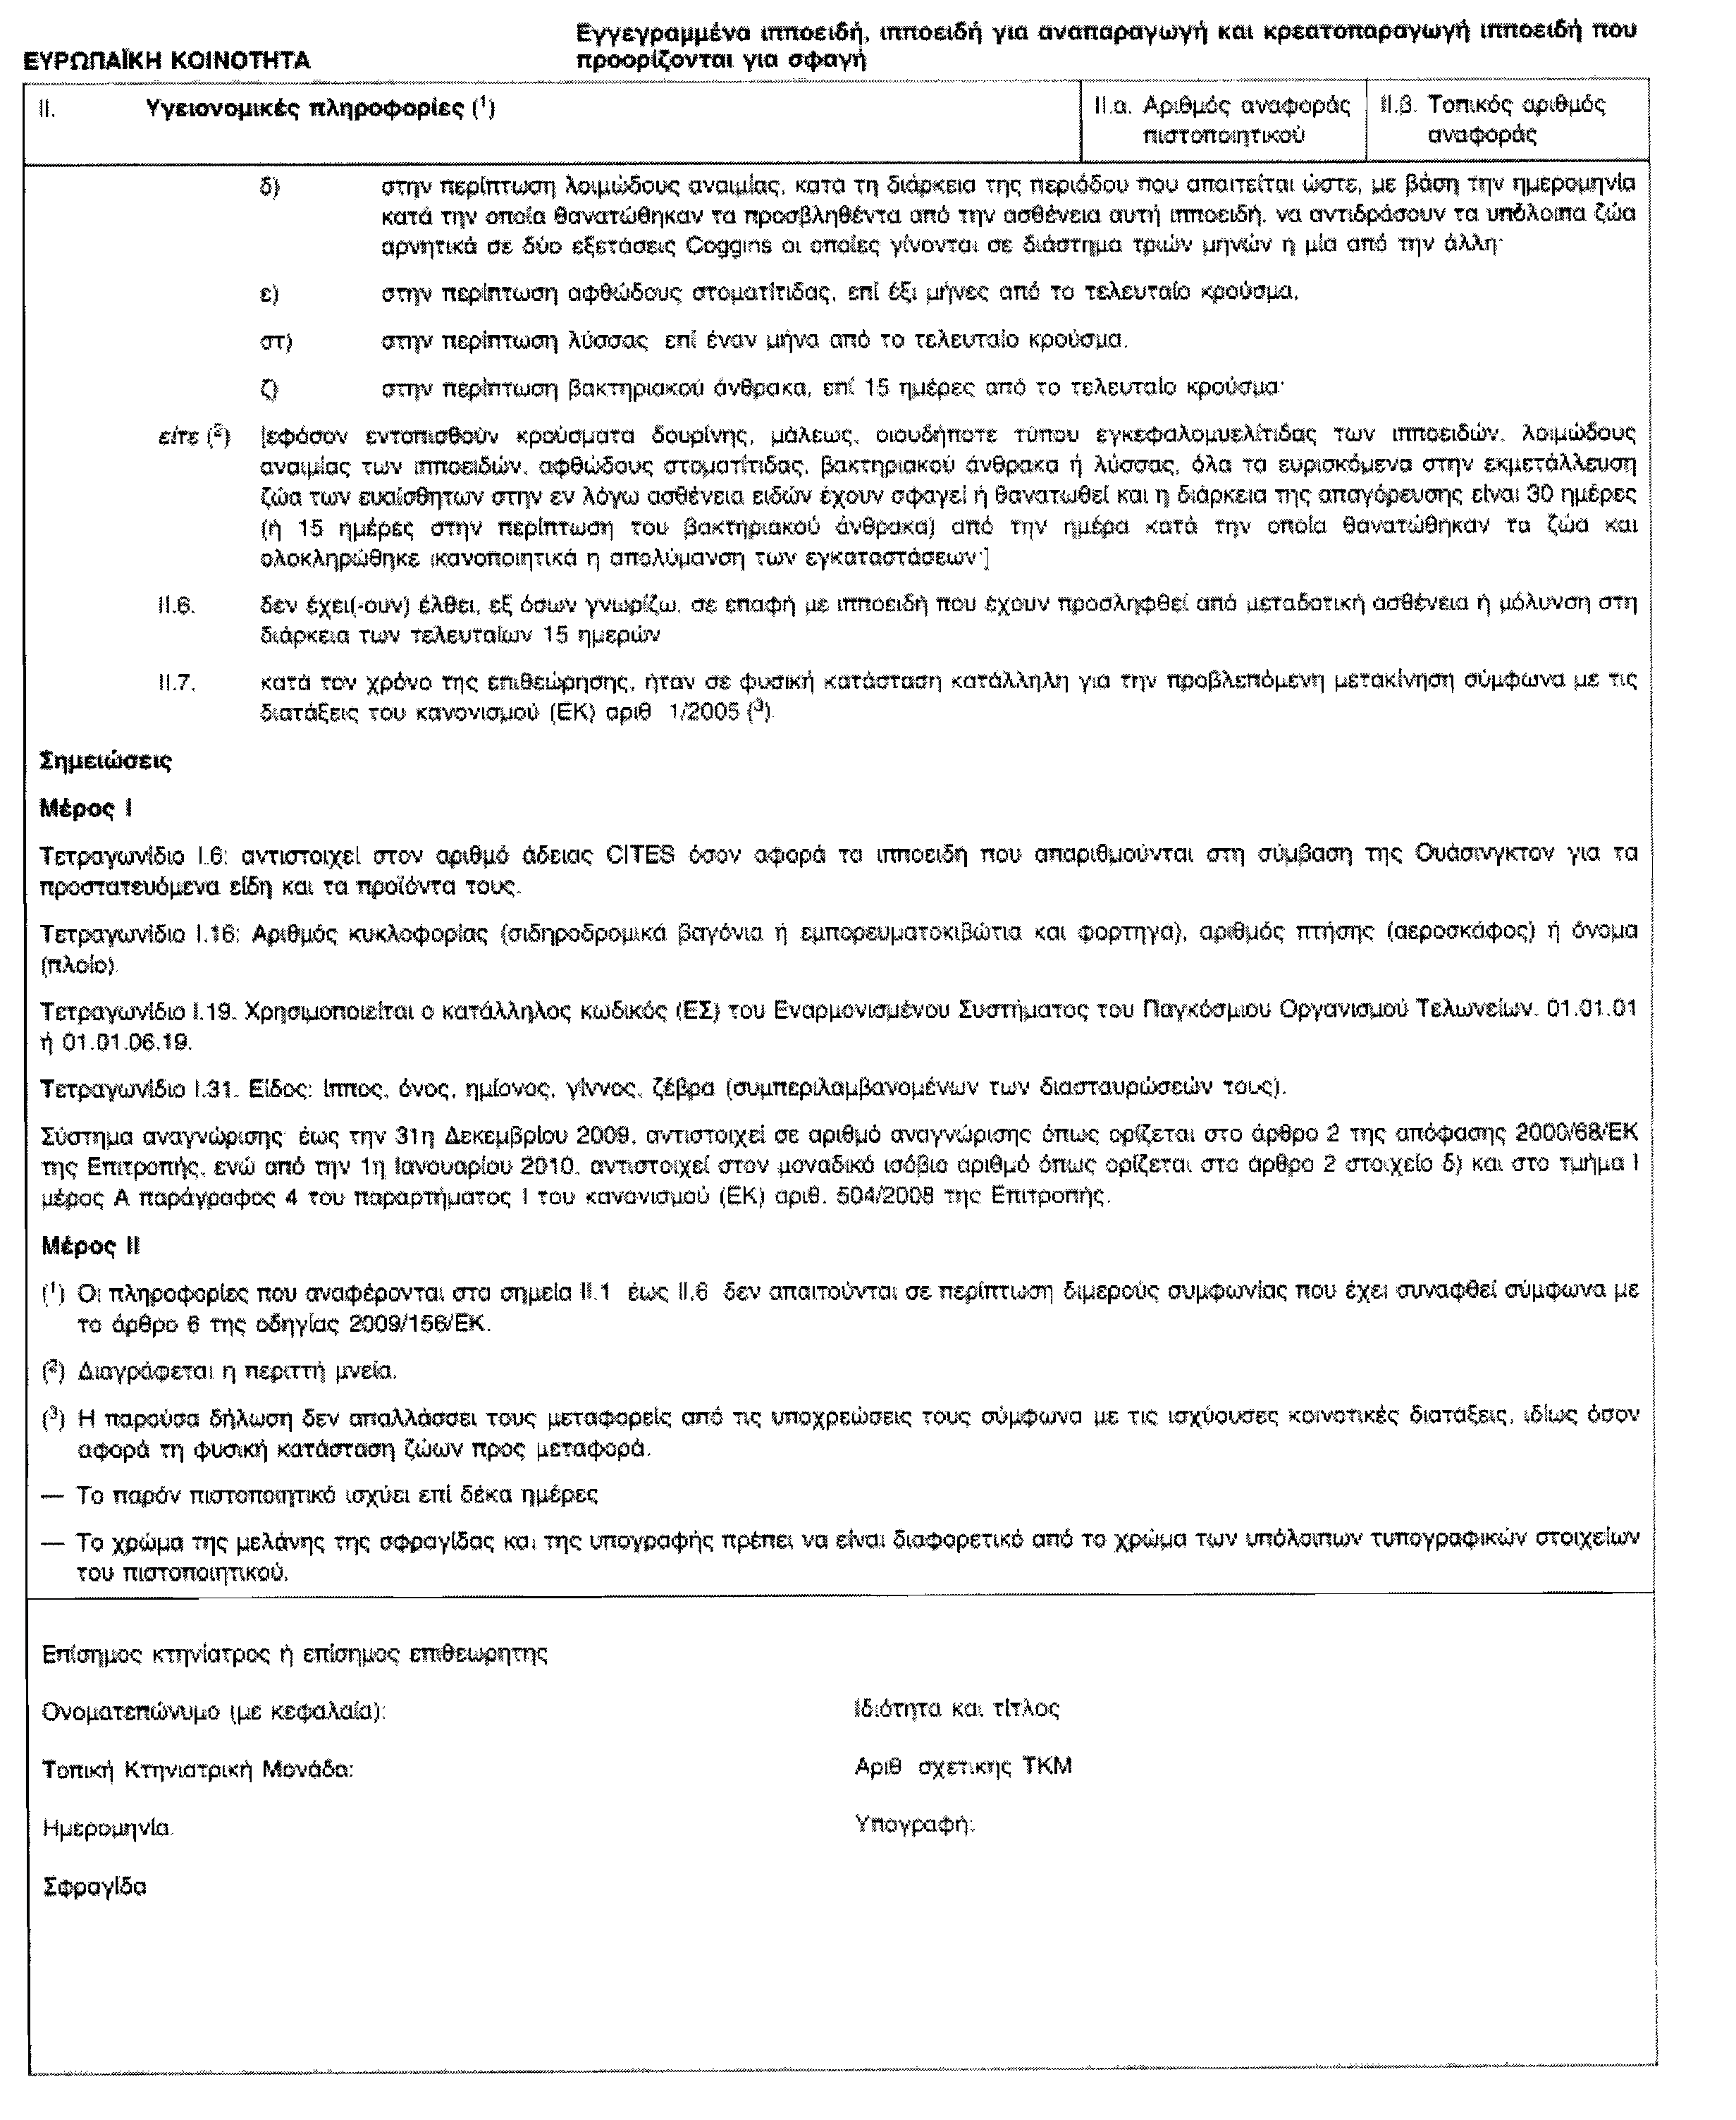 ΕΥΡΩΠΑΪΚΗ ΚΟΙΝΟΤΗΤΑ
Εγγεγραμμένα ιπποειδή, ιπποειδή για αναπαραγωγή και κρεατοπαραγωγή ιπποειδή που
προορίζονται για σφαγή
II. Υγειονομικές πληροφορίες (¹)
II.α. Αριθμός αναφοράς
πιστοποιητικού
II.β. Τοπικός αριθμός
αναφοράς
δ) στην περίπτωση λοιμώδους αναιμίας, κατά τη διάρκεια της περιόδου που απαιτείται ώστε, με βάση την ημερομηνία
κατά την οποία θανατώθηκαν τα προσβληθέντα από την ασθένεια αυτή ιπποειδή, να αντιδράσουν τα υπόλοιπα ζώα
αρνητικά σε δύο εξετάσεις Coggins οι οποίες γίνονται σε διάστημα τριών μηνών η μία από την άλλη·
ε) στην περίπτωση αφθώδους στοματίτιδας, επί έξι μήνες από το τελευταίο κρούσμα,
στ) στην περίπτωση λύσσας επί έναν μήνα από το τελευταίο κρούσμα,
ζ) στην περίπτωση βακτηριακού άνθρακα, επί 15 ημέρες από το τελευταίο κρούσμα·
είτε (²) [εφόσον εντοπισθούν κρούσματα δουρίνης, μάλεως, οιουδήποτε τύπου εγκεφαλομυελίτιδας των ιπποειδών, λοιμώδους
αναιμίας των ιπποειδών, αφθώδους στοματίτιδας, βακτηριακού άνθρακα ή λύσσας, όλα τα ευρισκόμενα στην εκμετάλλευση
ζώα των ευαίσθητων στην εν λόγω ασθένεια ειδών έχουν σφαγεί ή θανατωθεί και η διάρκεια της απαγόρευσης είναι 30 ημέρες
(ή 15 ημέρες στην περίπτωση του βακτηριακού άνθρακα) από την ημέρα κατά την οποία θανατώθηκαν τα ζώα και
ολοκληρώθηκε ικανοποιητικά η απολύμανση των εγκαταστάσεων·]
II.6. δεν έχει(-ουν) έλθει, εξ όσων γνωρίζω, σε επαφή με ιπποειδή που έχουν προσληφθεί από μεταδοτική ασθένεια ή μόλυνση στη
διάρκεια των τελευταίων 15 ημερών
II.7. κατά τον χρόνο της επιθεώρησης, ήταν σε φυσική κατάσταση κατάλληλη για την προβλεπόμενη μετακίνηση σύμφωνα με τις
διατάξεις του κανονισμού (ΕΚ) αριθ 1/2005 (³).
Σημειώσεις
Μέρος Ι
Τετραγωνίδιο Ι.6: αντιστοιχεί στον αριθμό άδειας CITES όσον αφορά τα ιπποειδή που απαριθμούνται στη σύμβαση της Ουάσινγκτον για τα
προστατευόμενα είδη και τα προϊόντα τους.
Τετραγωνίδιο Ι.16: Αριθμός κυκλοφορίας (σιδηροδρομικά βαγόνια ή εμπορευματοκιβώτια και φορτηγά), αριθμός πτήσης (αεροσκάφος) ή όνομα
(πλοίο)
Τετραγωνίδιο Ι.19. Χρησιμοποιείται ο κατάλληλος κωδικός (ΕΣ) του Εναρμονισμένου Συστήματος του Παγκόσμιου Οργανισμού Τελωνείων. 01.01.01
ή 01.01.06.19.
Τετραγωνίδιο Ι.31. Είδος: ίππος, όνος, ημίονος, γίννος, ζέβρα (συμπεριλαμβανομένων των διασταυρώσεών τους).
Σύστημα αναγνώρισης· έως την 31η Δεκεμβρίου 2009, αντιστοιχεί σε αριθμό αναγνώρισης όπως ορίζεται στο άρθρο 2 της απόφασης 2000/68/ΕΚ
της Επιτροπής, ενώ από την 1η Ιανουαρίου 2010, αντιστοιχεί στον μοναδικό ισόβιο αριθμό όπως ορίζεται στο άρθρο 2 στοιχείο δ) και στο τμήμα Ι
μέρος Α παράγραφος 4 του παραρτήματος Ι του κανονισμού (ΕΚ) αριθ. 504/2008 της Επιτροπής.
Μέρος ΙΙ
(¹) Οι πληροφορίες που αναφέρονται στα σημεία ΙΙ.1 έως ΙΙ.6 δεν απαιτούνται σε περίπτωση διμερούς συμφωνίας που έχει συναφθεί σύμφωνα με
το άρθρο 6 της οδηγίας 2009/156/ΕΚ.
(²) Διαγράφεται η περιττή μνεία.
(³) Η παρούσα δήλωση δεν απαλλάσσει τους μεταφορείς από τις υποχρεώσεις τους σύμφωνα με τις ισχύουσες κοινοτικές διατάξεις, ιδίως όσον
αφορά τη φυσική κατάσταση ζώων προς μεταφορά.
— Το παρόν πιστοποιητικό ισχύει επί δέκα ημέρες
— Το χρώμα της μελάνης της σφραγίδας και της υπογραφής πρέπει να είναι διαφορετικό από το χρώμα των υπόλοιπων τυπογραφικών στοιχείων
του πιστοποιητικού.
Επίσημος κτηνίατρος ή επίσημος επιθεωρητης
Ονοματεπώνυμο (με κεφαλαία): Ιδιότητα και τίτλος
Τοπική Κτηνιατρική Μονάδα: Αριθ σχετικης ΤΚΜ
Ημερομηνία. Υπογραφή:
Σφραγίδα